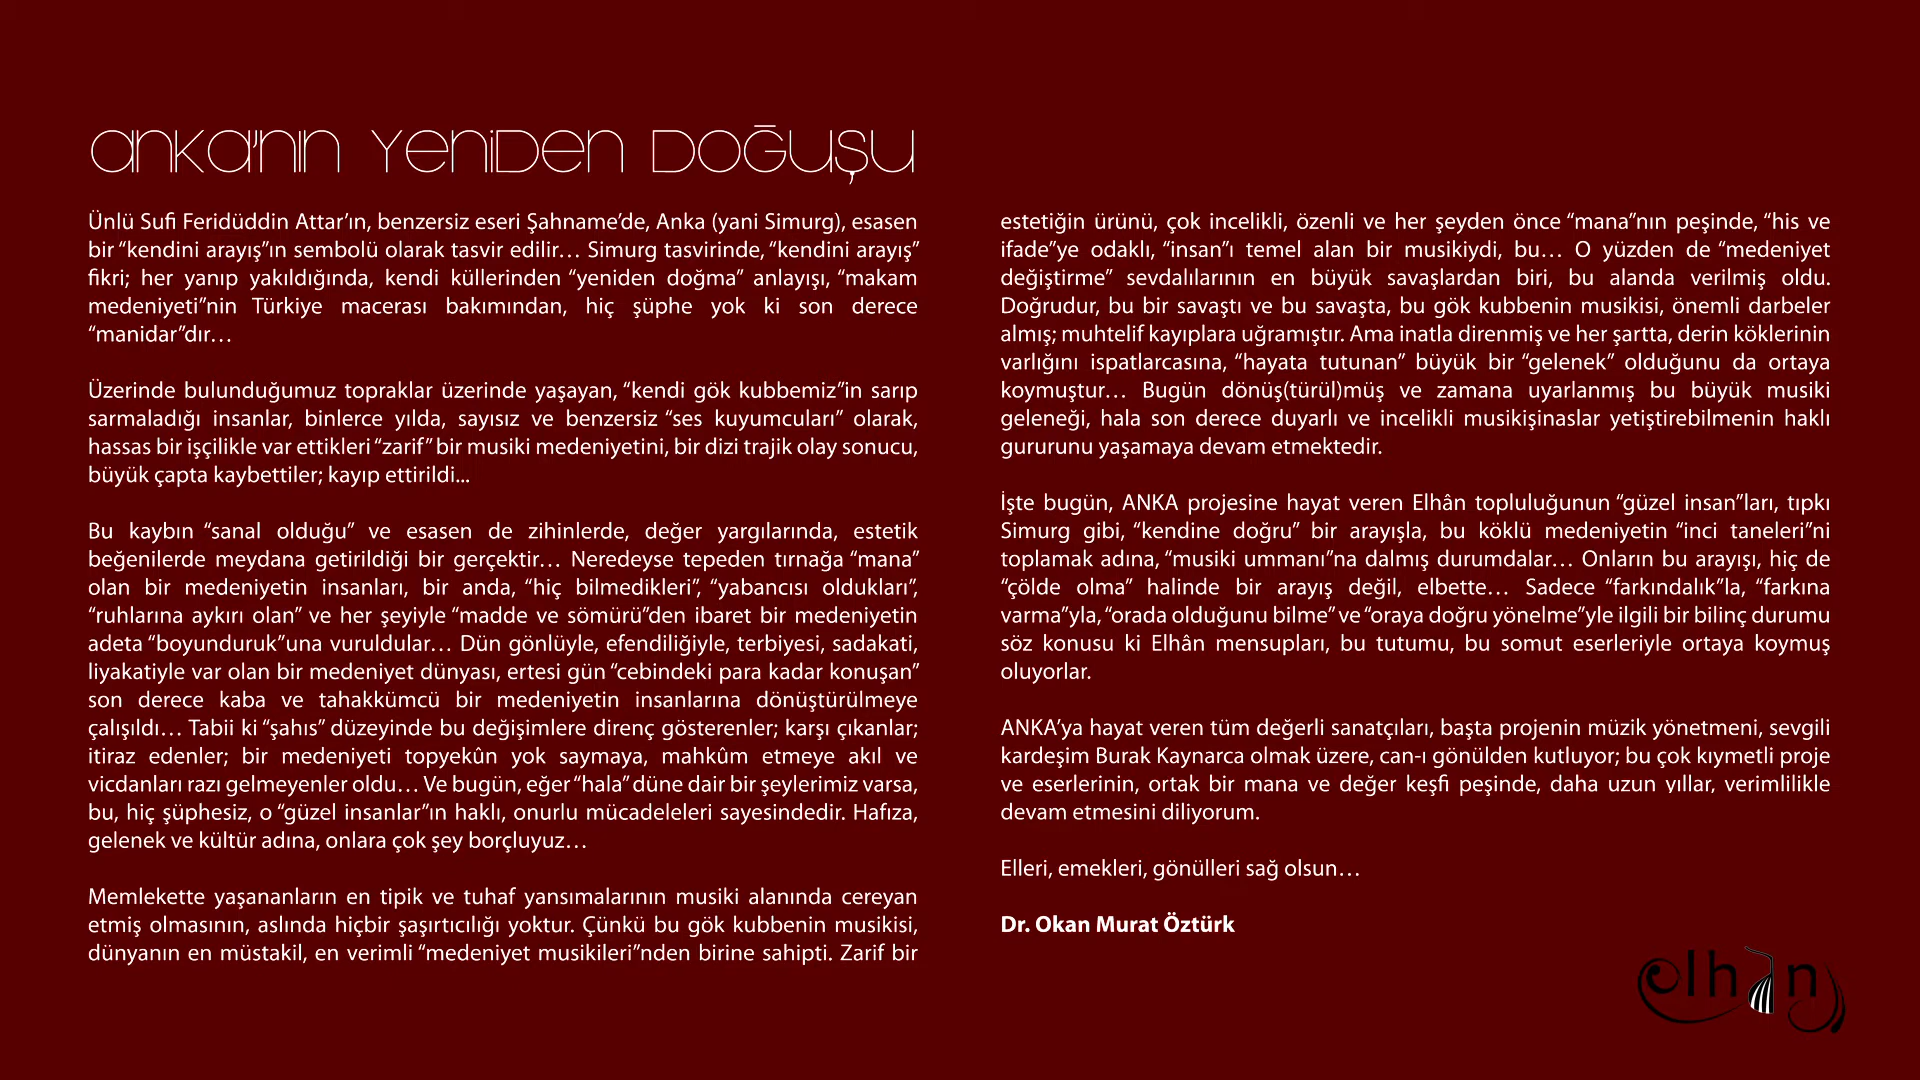 ANKA'NIN YENİDEN DOĞUŞU
Ünlü Sufi Feridüddin Attar’ın, benzersiz eseri Şahname’de, Anka (yani Simurg), esasen
bir “kendini arayış”ın sembolü olarak tasvir edilir… Simurg tasvirinde, “kendini arayış”
fikri; her yanıp yakıldığında, kendi küllerinden “yeniden doğma” anlayışı, “makam
medeniyeti”nin Türkiye macerası bakımından, hiç şüphe yok ki son derece
“manidar”dır…
Üzerinde bulunduğumuz topraklar üzerinde yaşayan, “kendi gök kubbemiz”in sarıp
sarmaladığı insanlar, binlerce yılda, sayısız ve benzersiz “ses kuyumcuları” olarak,
hassas bir işçilikle var ettikleri “zarif” bir musiki medeniyetini, bir dizi trajik olay sonucu,
büyük çapta kaybettiler; kayıp ettirildi...
Bu kaybın “sanal olduğu” ve esasen de zihinlerde, değer yargılarında, estetik
beğenilerde meydana getirildiği bir gerçektir… Neredeyse tepeden tırnağa “mana”
olan bir medeniyetin insanları, bir anda, “hiç bilmedikleri”, “yabancısı oldukları”,
“ruhlarına aykırı olan” ve her şeyiyle “madde ve sömürü”den ibaret bir medeniyetin
adeta “boyunduruk”una vuruldular… Dün gönlüyle, efendiliğiyle, terbiyesi, sadakati,
liyakatiyle var olan bir medeniyet dünyası, ertesi gün “cebindeki para kadar konuşan”
son derece kaba ve tahakkümcü bir medeniyetin insanlarına dönüştürülmeye
çalışıldı… Tabii ki “şahıs” düzeyinde bu değişimlere direnç gösterenler; karşı çıkanlar;
itiraz edenler; bir medeniyeti topyekûn yok saymaya, mahkûm etmeye akıl ve
vicdanları razı gelmeyenler oldu… Ve bugün, eğer “hala” düne dair bir şeylerimiz varsa,
bu, hiç şüphesiz, o “güzel insanlar”ın haklı, onurlu mücadeleleri sayesindedir. Hafıza,
gelenek ve kültür adına, onlara çok şey borçluyuz…
Memlekette yaşananların en tipik ve tuhaf yansımalarının musiki alanında cereyan
etmiş olmasının, aslında hiçbir şaşırtıcılığı yoktur. Çünkü bu gök kubbenin musikisi,
dünyanın en müstakil, en verimli “medeniyet musikileri”nden birine sahipti. Zarif bir
estetiğin ürünü, çok incelikli, özenli ve her şeyden önce “mana”nın peşinde, “his ve
ifade”ye odaklı, “insan”ı temel alan bir musikiydi, bu… O yüzden de “medeniyet
değiştirme” sevdalılarının en büyük savaşlardan biri, bu alanda verilmiş oldu.
Doğrudur, bu bir savaştı ve bu savaşta, bu gök kubbenin musikisi, önemli darbeler
almış; muhtelif kayıplara uğramıştır. Ama inatla direnmiş ve her şartta, derin köklerinin
varlığını ispatlarcasına, “hayata tutunan” büyük bir “gelenek” olduğunu da ortaya
koymuştur… Bugün dönüş(türül)müş ve zamana uyarlanmış bu büyük musiki
geleneği, hala son derece duyarlı ve incelikli musikişinaslar yetiştirebilmenin haklı
gururunu yaşamaya devam etmektedir.
İşte bugün, ANKA projesine hayat veren Elhân topluluğunun “güzel insan”ları, tıpkı
Simurg gibi, “kendine doğru” bir arayışla, bu köklü medeniyetin “inci taneleri”ni
toplamak adına, “musiki ummanı”na dalmış durumdalar… Onların bu arayışı, hiç de
“çölde olma” halinde bir arayış değil, elbette… Sadece “farkındalık”la, “farkına
varma”yla, “orada olduğunu bilme” ve “oraya doğru yönelme”yle ilgili bir bilinç durumu
söz konusu ki Elhân mensupları, bu tutumu, bu somut eserleriyle ortaya koymuş
oluyorlar.
ANKA’ya hayat veren tüm değerli sanatçıları, başta projenin müzik yönetmeni, sevgili
kardeşim Burak Kaynarca olmak üzere, can-ı gönülden kutluyor; bu çok kıymetli proje
ve eserlerinin, ortak bir mana ve değer keşfi peşinde, daha uzun yıllar, verimlilikle
devam etmesini diliyorum.
Elleri, emekleri, gönülleri sağ olsun…
Dr. Okan Murat Öztürk
elhân